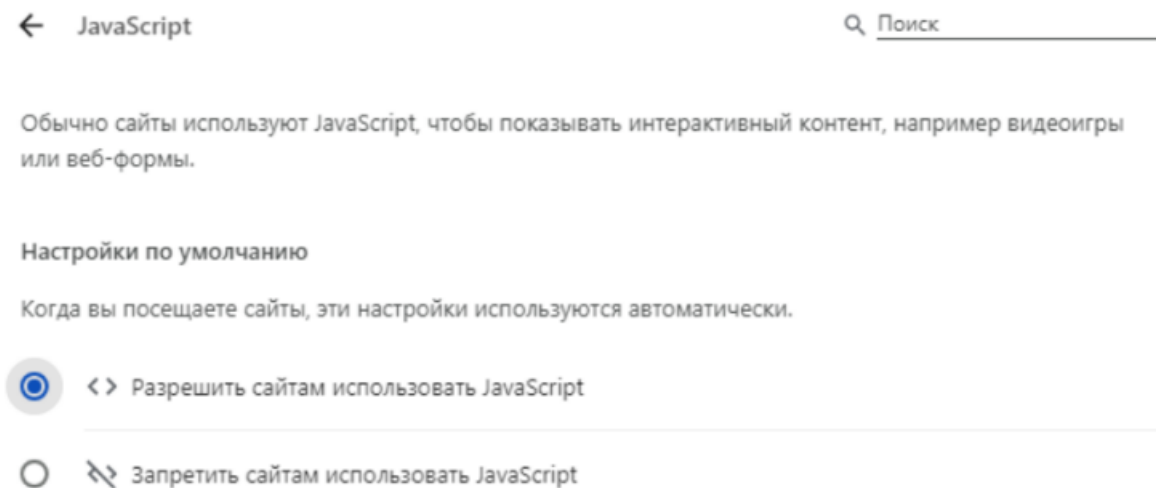 JavaScript
Поиск
Обычно сайты используют JavaScript, чтобы показывать интерактивный контент, например видеоигры
или веб-формы.
Настройки по умолчанию
Когда вы посещаете сайты, эти настройки используются автоматически.
Разрешить сайтам использовать JavaScript
Запретить сайтам использовать JavaScript